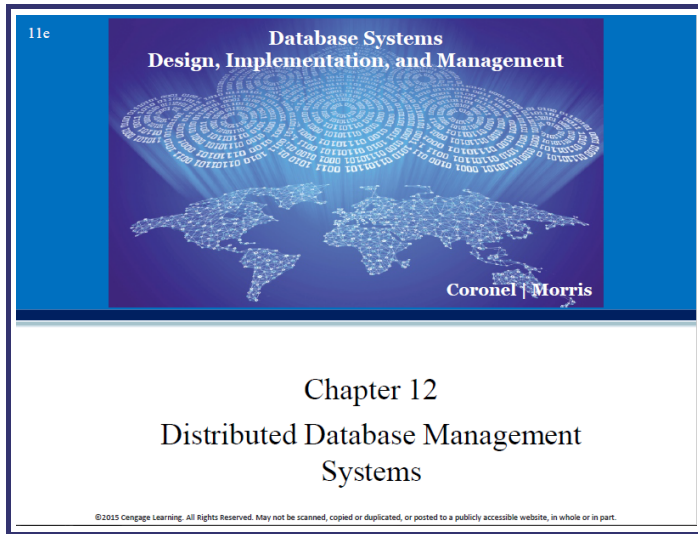 11e
Database Systems
Design, Implementation, and Management
Coronel | Morris
Chapter 12
Distributed Database Management
Systems
©2015 Cengage Learning. All Rights Reserved. May not be scanned, copied or duplicated, or posted to a publicly accessible website, in whole or in part.